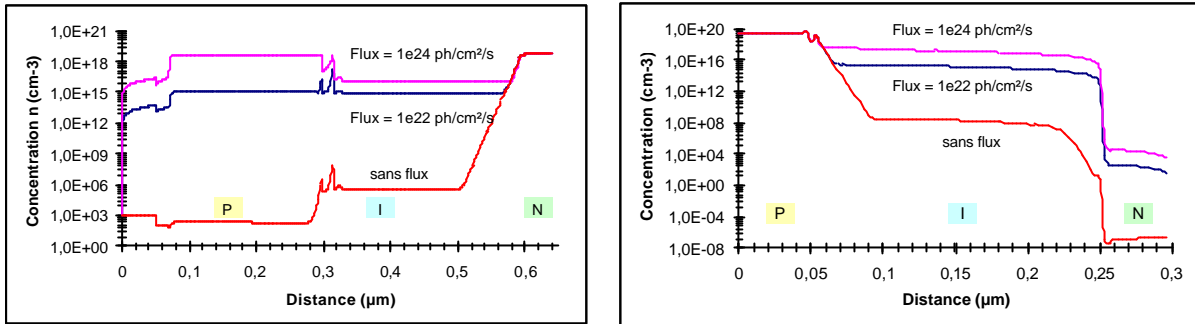 Concentration n (cm-3)
1,0E+21
1,0E+18
1,0E+15
1,0E+12
1,0E+09
1,0E+06
1,0E+03
1,0E+00
Flux = 1e24 ph/cm²/s
Flux = 1e22 ph/cm²/s
sans flux
P
I
N
0
0,1
0,2
0,3
0,4
0,5
0,6
Distance (µm)
Concentration (cm-3)
1,0E+20
1,0E+16
1,0E+12
1,0E+08
1,0E+04
1,0E+00
1,0E-04
1,0E-08
Flux = 1e24 ph/cm²/s
Flux = 1e22 ph/cm²/s
sans flux
P
I
N
0
0,05
0,1
0,15
0,2
0,25
0,3
Distance (µm)